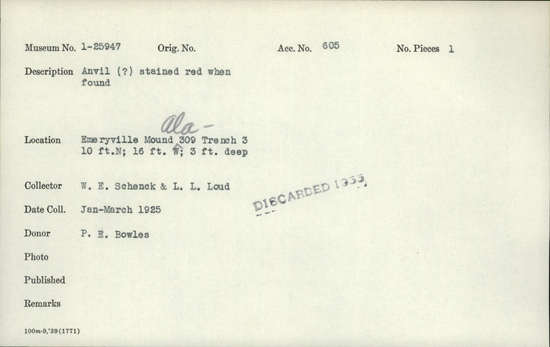 Museum No. 1-25947 Orig. No. Acc. No. 605 No. Pieces 1
Description Anvil (?) stained red when
found
Ala-
Location Emeryville Mound 309 Trench 3
10 ft.N; 16 ft. W; 3 ft. deep
Collector W. E. Schenck & L. L. Loud
DISCARDED 1933
Date Coll. Jan-March 1925
Donor P. E. Bowles
Photo
Published
Remarks
100m-9,'39(1771)